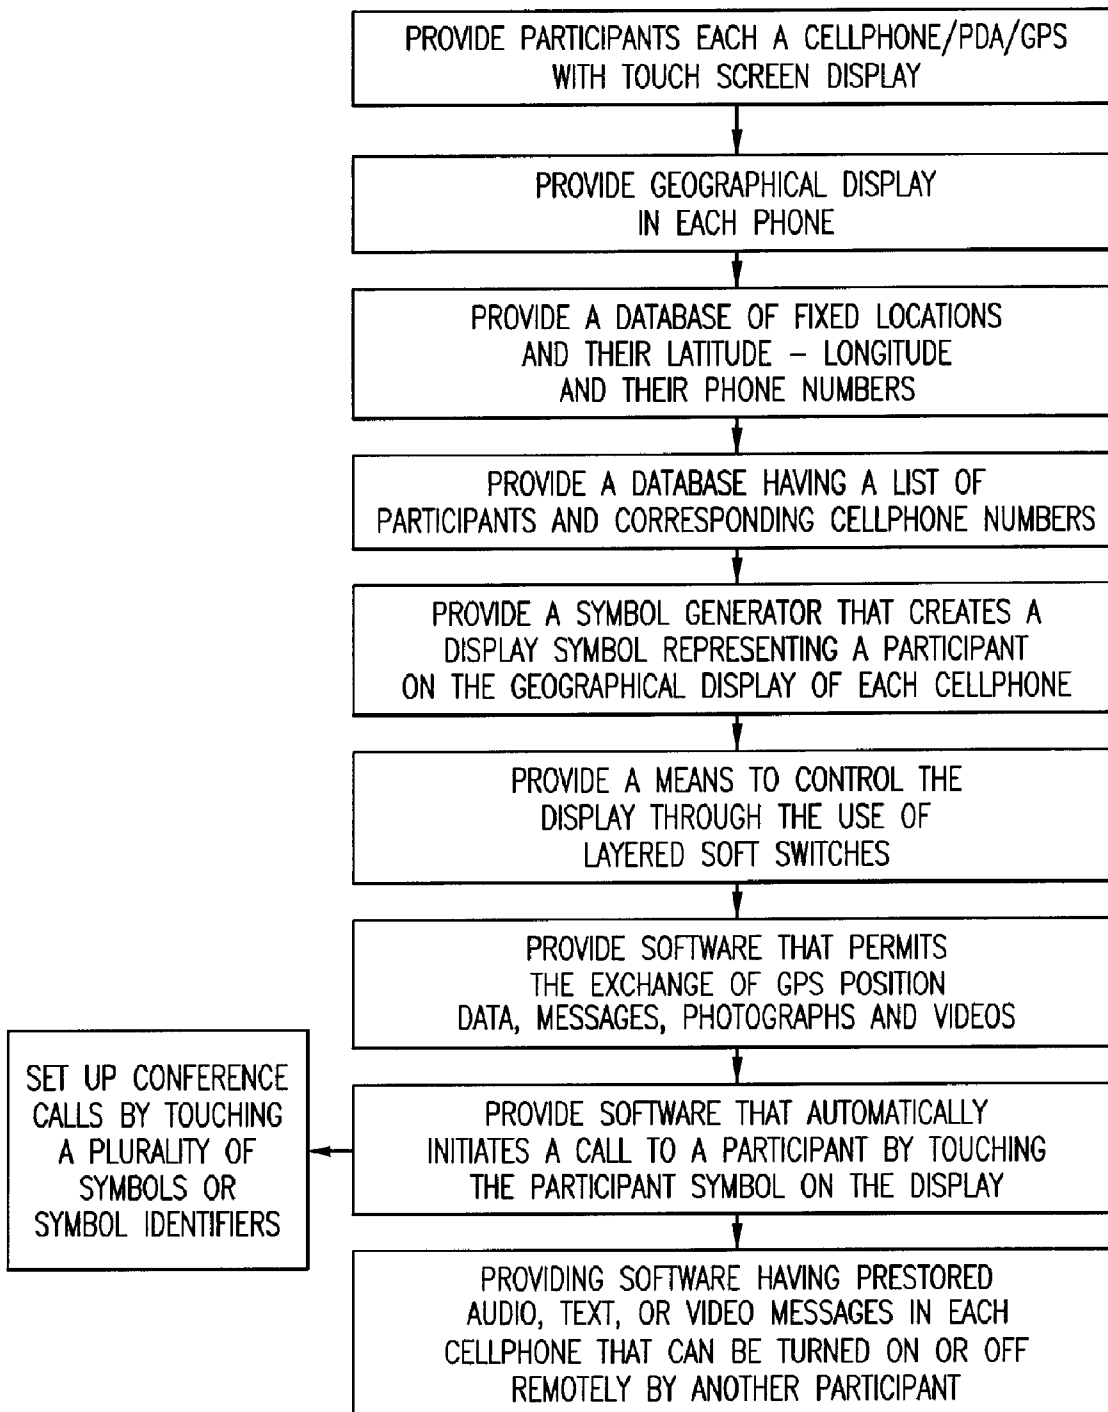 PROVIDE PARTICIPANTS EACH A CELLPHONE/PDA/GPS
WITH TOUCH SCREEN DISPLAY
PROVIDE GEOGRAPHICAL DISPLAY
IN EACH PHONE
PROVIDE A DATABASE OF FIXED LOCATIONS
AND THEIR LATITUDE – LONGITUDE
AND THEIR PHONE NUMBERS
PROVIDE A DATABASE HAVING A LIST OF
PARTICIPANTS AND CORRESPONDING CELLPHONE NUMBERS
PROVIDE A SYMBOL GENERATOR THAT CREATES A
DISPLAY SYMBOL REPRESENTING A PARTICIPANT
ON THE GEOGRAPHICAL DISPLAY OF EACH CELLPHONE
PROVIDE A MEANS TO CONTROL THE
DISPLAY THROUGH THE USE OF
LAYERED SOFT SWITCHES
PROVIDE SOFTWARE THAT PERMITS
THE EXCHANGE OF GPS POSITION
DATA, MESSAGES, PHOTOGRAPHS AND VIDEOS
PROVIDE SOFTWARE THAT AUTOMATICALLY
INITIATES A CALL TO A PARTICIPANT BY TOUCHING
THE PARTICIPANT SYMBOL ON THE DISPLAY
SET UP CONFERENCE
CALLS BY TOUCHING
A PLURALITY OF
SYMBOLS OR
SYMBOL IDENTIFIERS
PROVIDING SOFTWARE HAVING PRESTORED
AUDIO, TEXT, OR VIDEO MESSAGES IN EACH
CELLPHONE THAT CAN BE TURNED ON OR OFF
REMOTELY BY ANOTHER PARTICIPANT